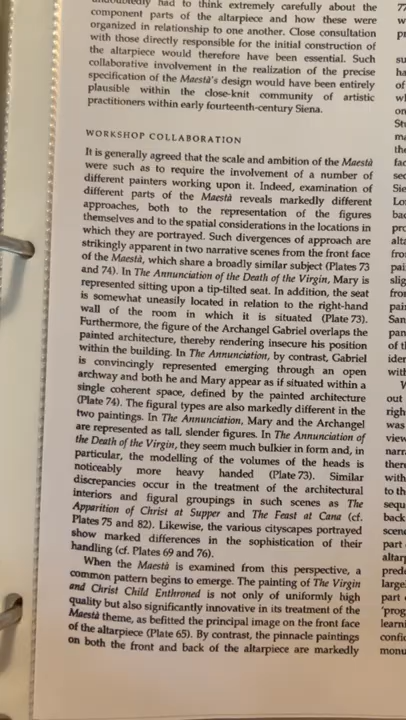 had to think extremely carefully about the
component parts of the altarpiece and how these were
organized in relationship to one another. Close consultation
with those directly responsible for the initial construction of
the altarpiece would therefore have been essential. Such
collaborative involvement in the realization of the precise
specification of the Maestà's design would have been entirely
plausible within the close-knit community of artistic
practitioners within early fourteenth-century Siena.
WORKSHOP COLLABORATION
It is generally agreed that the scale and ambition of the Maestà
were such as to require the involvement of a number of
different painters working upon it. Indeed, examination of
different parts of the Maestà reveals markedly different
approaches, both to the representation of the figures
themselves and to the spatial considerations in the locations in
which they are portrayed. Such divergences of approach are
strikingly apparent in two narrative scenes from the front face
of the Maestà, which share a broadly similar subject (Plates 73
and 74). In The Annunciation of the Death of the Virgin, Mary is
represented sitting upon a tip-tilted seat. In addition, the seat
is somewhat uneasily located in relation to the right-hand
wall of the room in which it is situated (Plate 73).
Furthermore, the figure of the Archangel Gabriel overlaps the
painted architecture, thereby rendering insecure his position
within the building. In The Annunciation, by contrast, Gabriel
is convincingly represented emerging through an open
archway and both he and Mary appear as if situated within a
single coherent space, defined by the painted architecture
(Plate 74). The figural types are also markedly different in the
two paintings. In The Annunciation, Mary and the Archangel
are represented as tall, slender figures. In The Annunciation of
the Death of the Virgin, they seem much bulkier in form and, in
particular, the modelling of the volumes of the heads is
noticeably more heavy handed (Plate 73). Similar
discrepancies occur in the treatment of the architectural
interiors and figural groupings in such scenes as The
Apparition of Christ at Supper and The Feast at Cana (cf.
Plates 75 and 82). Likewise, the various cityscapes portrayed
show marked differences in the sophistication of their
handling (cf. Plates 69 and 76).
When the Maestà is examined from this perspective, a
common pattern begins to emerge. The painting of The Virgin
and Christ Child Enthroned is not only of uniformly high
quality but also significantly innovative in its treatment of the
Maestà theme, as befitted the principal image on the front face
of the altarpiece (Plate 65). By contrast, the pinnacle paintings
on both the front and back of the altarpiece are markedly